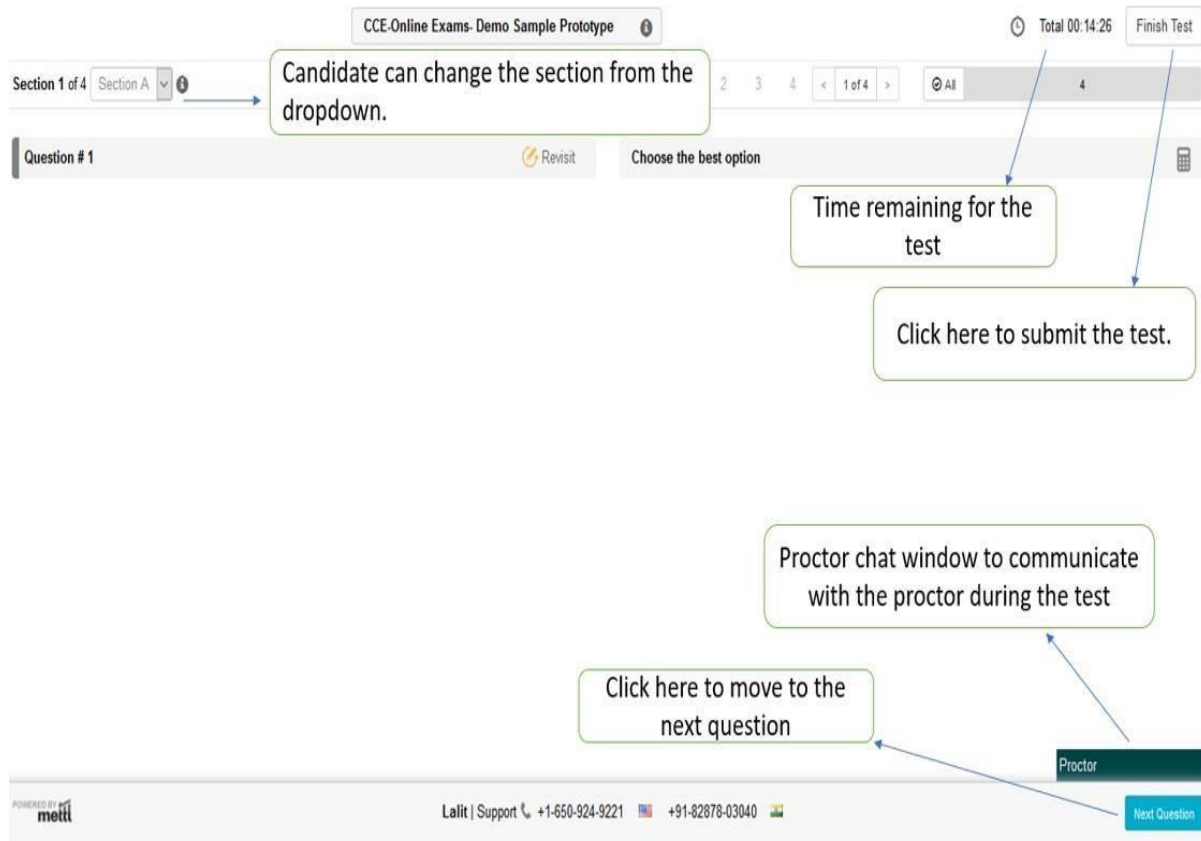 CCE-Online Exams- Demo Sample Prototype
Total 00:14:26
Finish Test
Section 1 of 4 Section A
Candidate can change the section from the
dropdown.
2 3 4 < 1 of 4 > All 4
Question # 1
Revisit
Choose the best option
Time remaining for the
test
Click here to submit the test.
Proctor chat window to communicate
with the proctor during the test
Click here to move to the
next question
Proctor
POWERED BY
mettl
Lalit | Support +1-650-924-9221 +91-82878-03040
Next Question